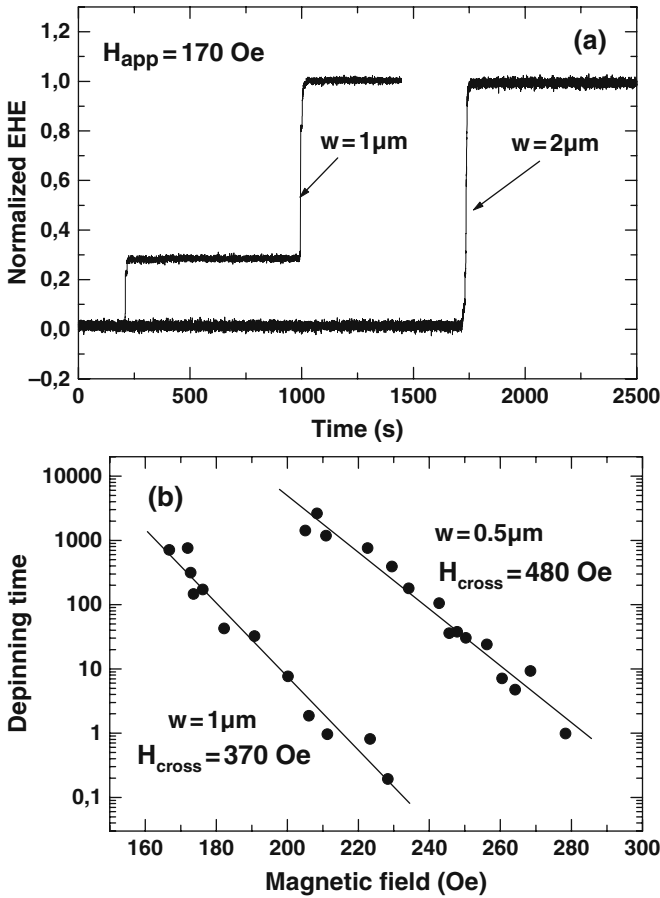 H_app = 170 Oe
(a)
Normalized EHE
1,0
0,8
0,6
0,4
0,2
0,0
–0,2
w = 1µm
w = 2µm
0 500 1000 1500 2000 2500
Time (s)
(b)
Depinning time
10000
1000
100
10
1
0,1
w = 0.5µm
H_cross = 480 Oe
w = 1µm
H_cross = 370 Oe
160 180 200 220 240 260 280 300
Magnetic field (Oe)